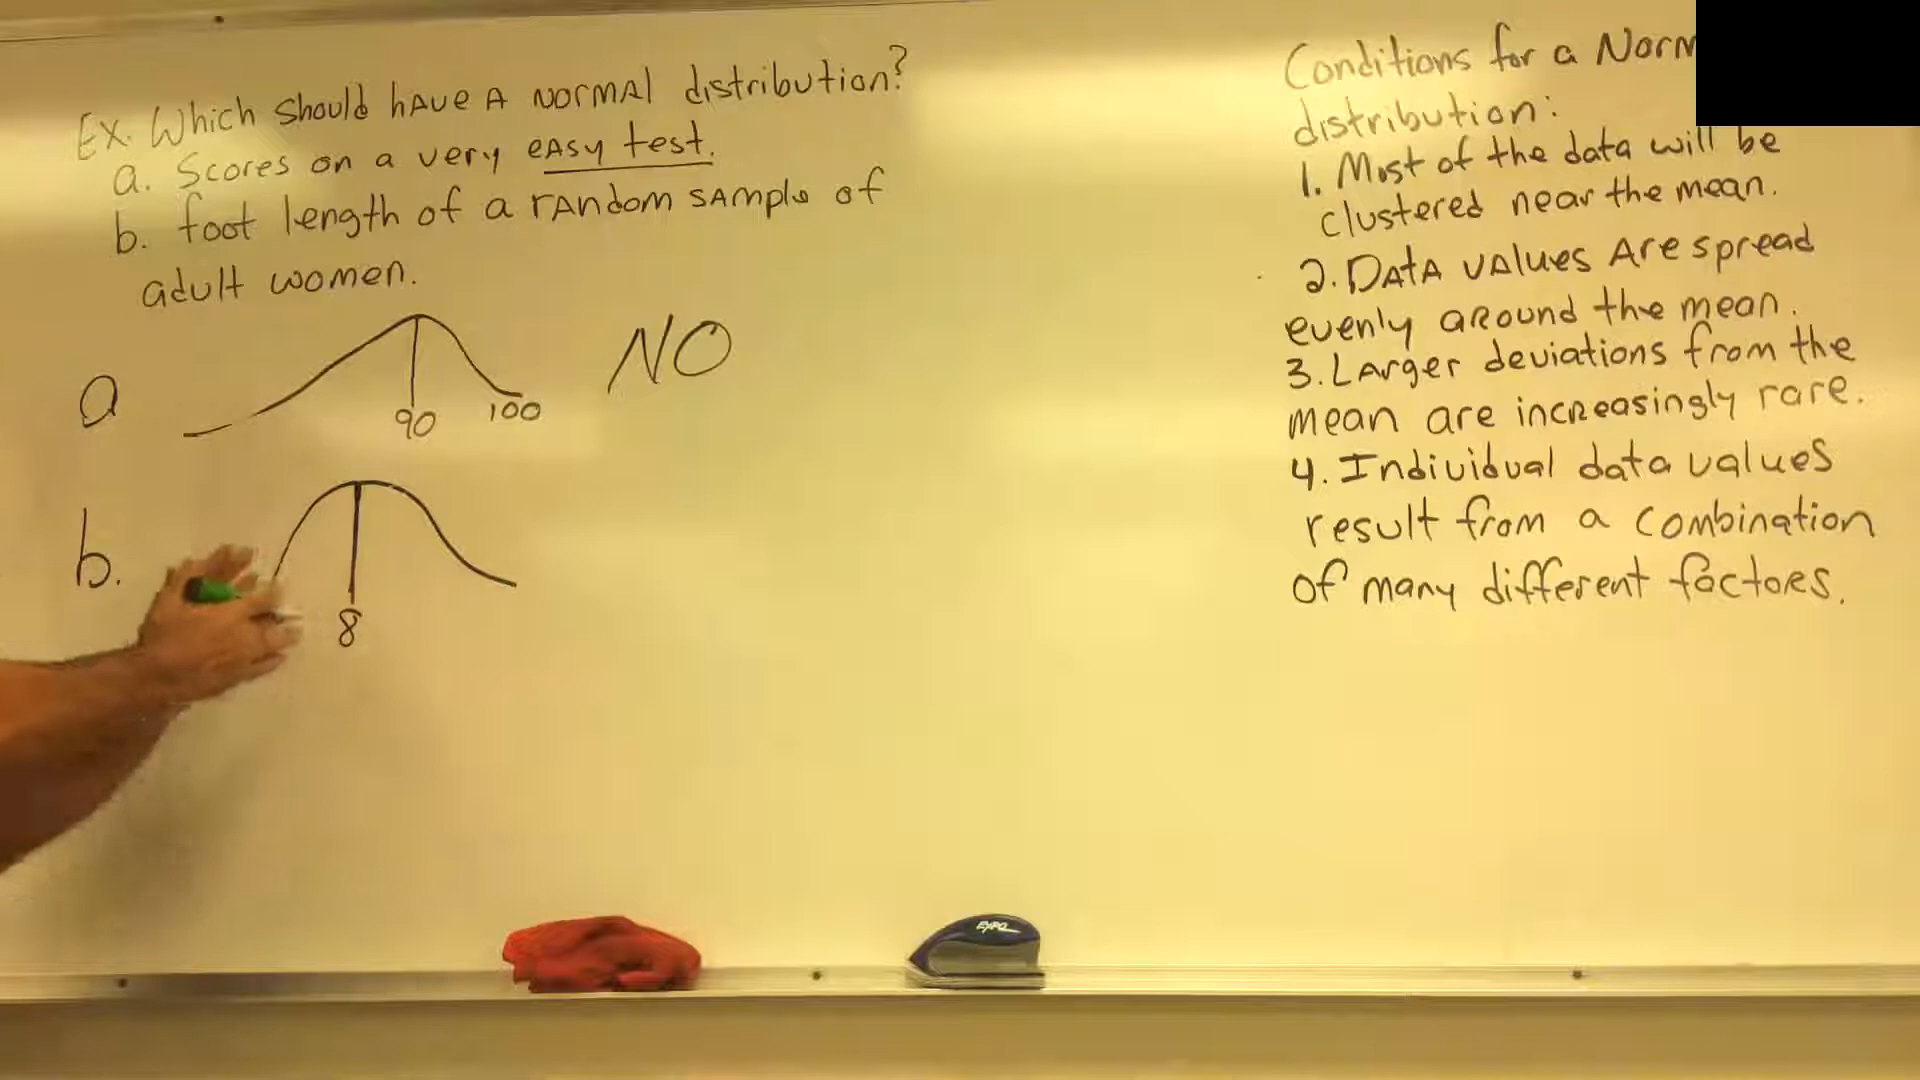 Ex. Which should have a normal distribution?
a. Scores on a very easy test.
b. foot length of a random sample of
adult women.
a
90
100
NO
b.
8
Conditions for a
distribution:
1. Most of the data will be
clustered near the mean.
2. Data values are spread
evenly around the mean.
3. Larger deviations from the
mean are increasingly rare.
4. Individual data values
result from a combination
of many different factors.
EXPO